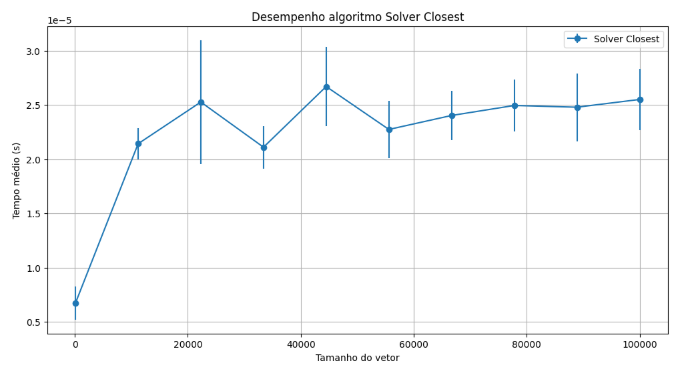 Desempenho algoritmo Solver Closest
1e−5
Solver Closest
3.0
2.5
2.0
1.5
1.0
0.5
Tempo médio (s)
0 20000 40000 60000 80000 100000
Tamanho do vetor